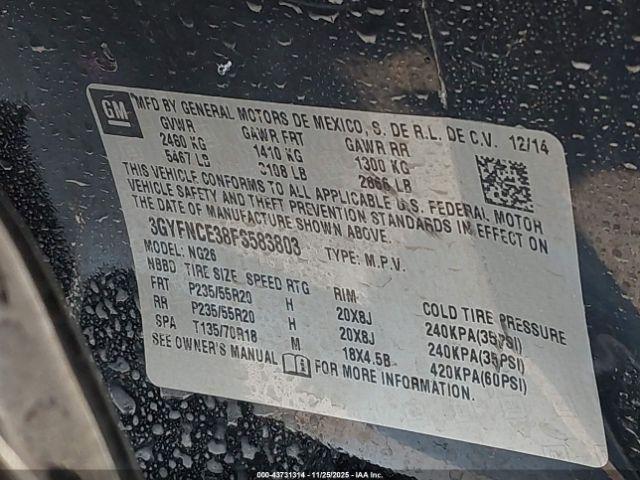 GM
MFD BY GENERAL MOTORS DE MEXICO, S. DE R.L. DE C.V. 12/14
GVWR GAWR FRT GAWR RR
2460 KG 1410 KG 1300 KG
5467 LB 3108 LB 2866 LB
THIS VEHICLE CONFORMS TO ALL APPLICABLE U.S. FEDERAL MOTOR
VEHICLE SAFETY AND THEFT PREVENTION STANDARDS IN EFFECT ON
THE DATE OF MANUFACTURE SHOWN ABOVE.
3GYFNCE38FS583803 TYPE: M.P.V.
MODEL: NG26
NBBD TIRE SIZE SPEED RTG RIM COLD TIRE PRESSURE
FRT P235/55R20 H 20X8J 240KPA(35PSI)
RR P235/55R20 H 20X8J 240KPA(35PSI)
SPA T135/70R18 M 18X4.5B 420KPA(60PSI)
SEE OWNER'S MANUAL FOR MORE INFORMATION.
000-43731314 - 11/25/2025 - IAAI.COM